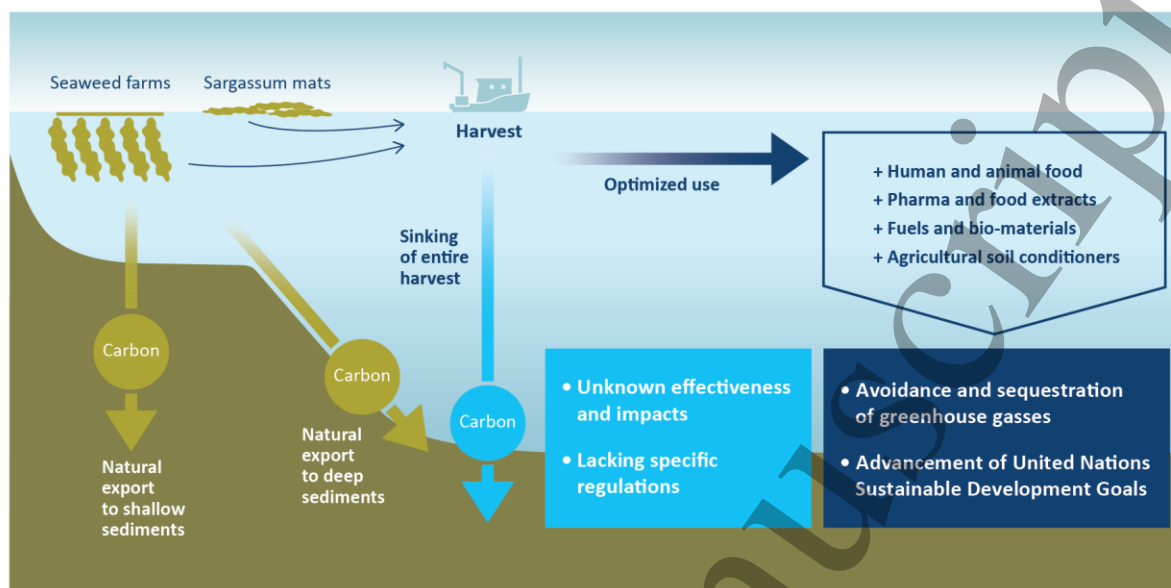 Seaweed farms
Sargassum mats
Harvest
Optimized use
+ Human and animal food
+ Pharma and food extracts
+ Fuels and bio-materials
+ Agricultural soil conditioners
Sinking
of entire
harvest
Carbon
Natural
export
to shallow
sediments
Carbon
Natural
export
to deep
sediments
Carbon
• Unknown effectiveness
and impacts
• Lacking specific
regulations
• Avoidance and sequestration
of greenhouse gasses
• Advancement of United Nations
Sustainable Development Goals